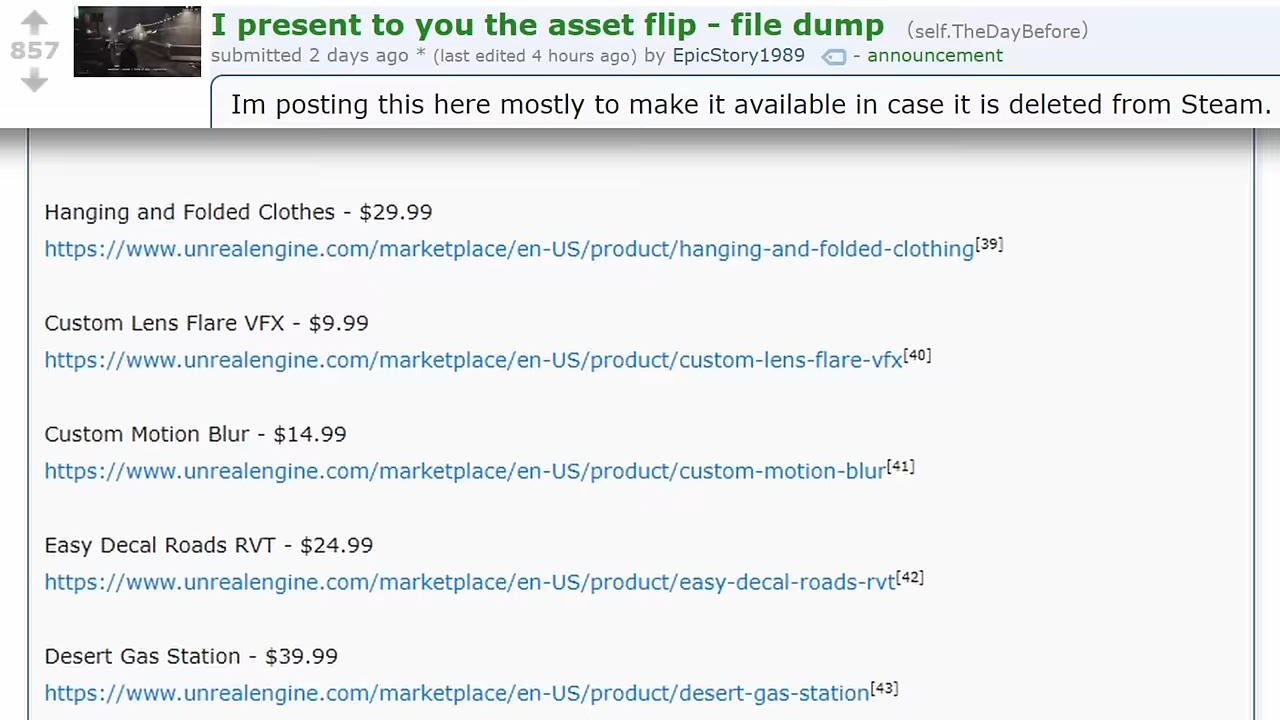 I present to you the asset flip - file dump (self.TheDayBefore)
857
submitted 2 days ago * (last edited 4 hours ago) by EpicStory1989 - announcement
Im posting this here mostly to make it available in case it is deleted from Steam.
Hanging and Folded Clothes - $29.99
https://www.unrealengine.com/marketplace/en-US/product/hanging-and-folded-clothing[39]
Custom Lens Flare VFX - $9.99
https://www.unrealengine.com/marketplace/en-US/product/custom-lens-flare-vfx[40]
Custom Motion Blur - $14.99
https://www.unrealengine.com/marketplace/en-US/product/custom-motion-blur[41]
Easy Decal Roads RVT - $24.99
https://www.unrealengine.com/marketplace/en-US/product/easy-decal-roads-rvt[42]
Desert Gas Station - $39.99
https://www.unrealengine.com/marketplace/en-US/product/desert-gas-station[43]